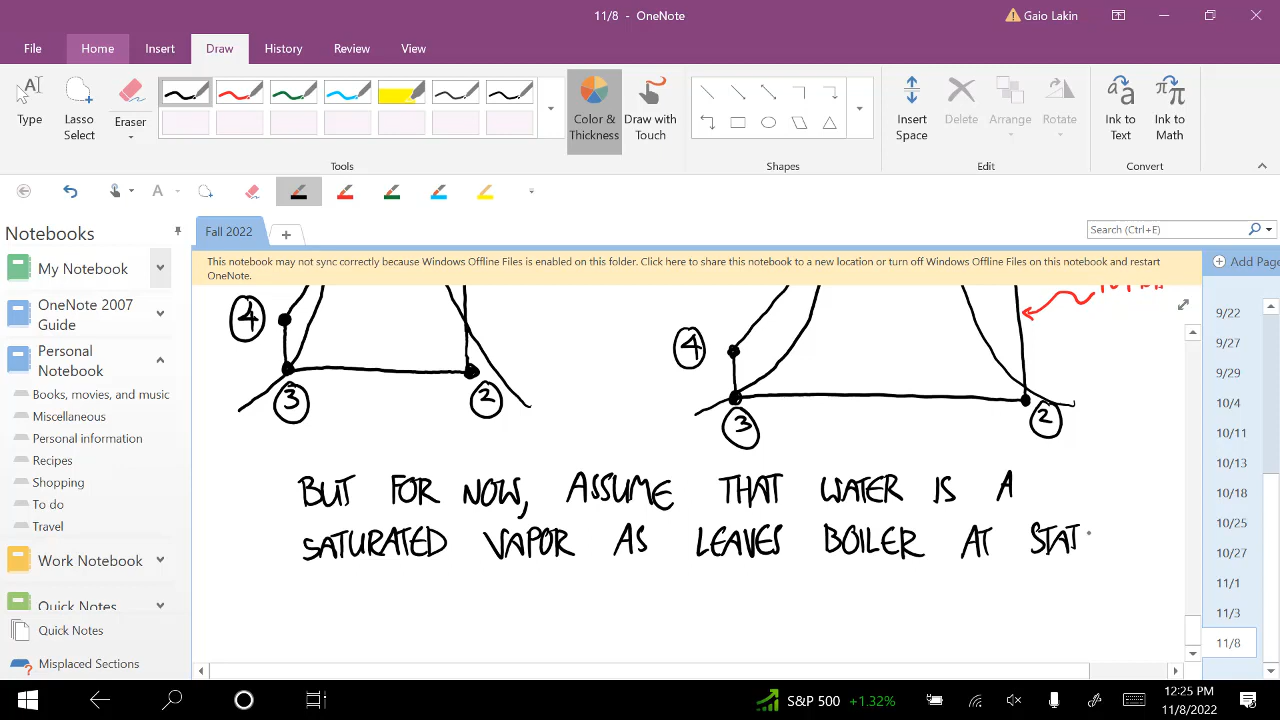 11/8 - OneNote
Gaio Lakin
File
Home
Insert
Draw
History
Review
View
Type
Lasso Select
Eraser
Color & Thickness
Draw with Touch
Insert Space
Delete
Arrange
Rotate
Ink to Text
Ink to Math
Tools
Shapes
Edit
Convert
Notebooks
Fall 2022
Search (Ctrl+E)
This notebook may not sync correctly because Windows Offline Files is enabled on this folder. Click here to share this notebook to a new location or turn off Windows Offline Files on this notebook and restart
OneNote.
Add Page
My Notebook
OneNote 2007
Guide
Personal
Notebook
Books, movies, and music
Miscellaneous
Personal information
Recipes
Shopping
To do
Travel
Work Notebook
Quick Notes
Quick Notes
Misplaced Sections
4
3
2
4
3
2
BUT FOR NOW, ASSUME THAT WATER IS A
SATURATED VAPOR AS LEAVES BOILER AT STAT
9/22
9/27
9/29
10/4
10/11
10/13
10/18
10/25
10/27
11/1
11/3
11/8
S&P 500 +1.32%
12:25 PM
11/8/2022